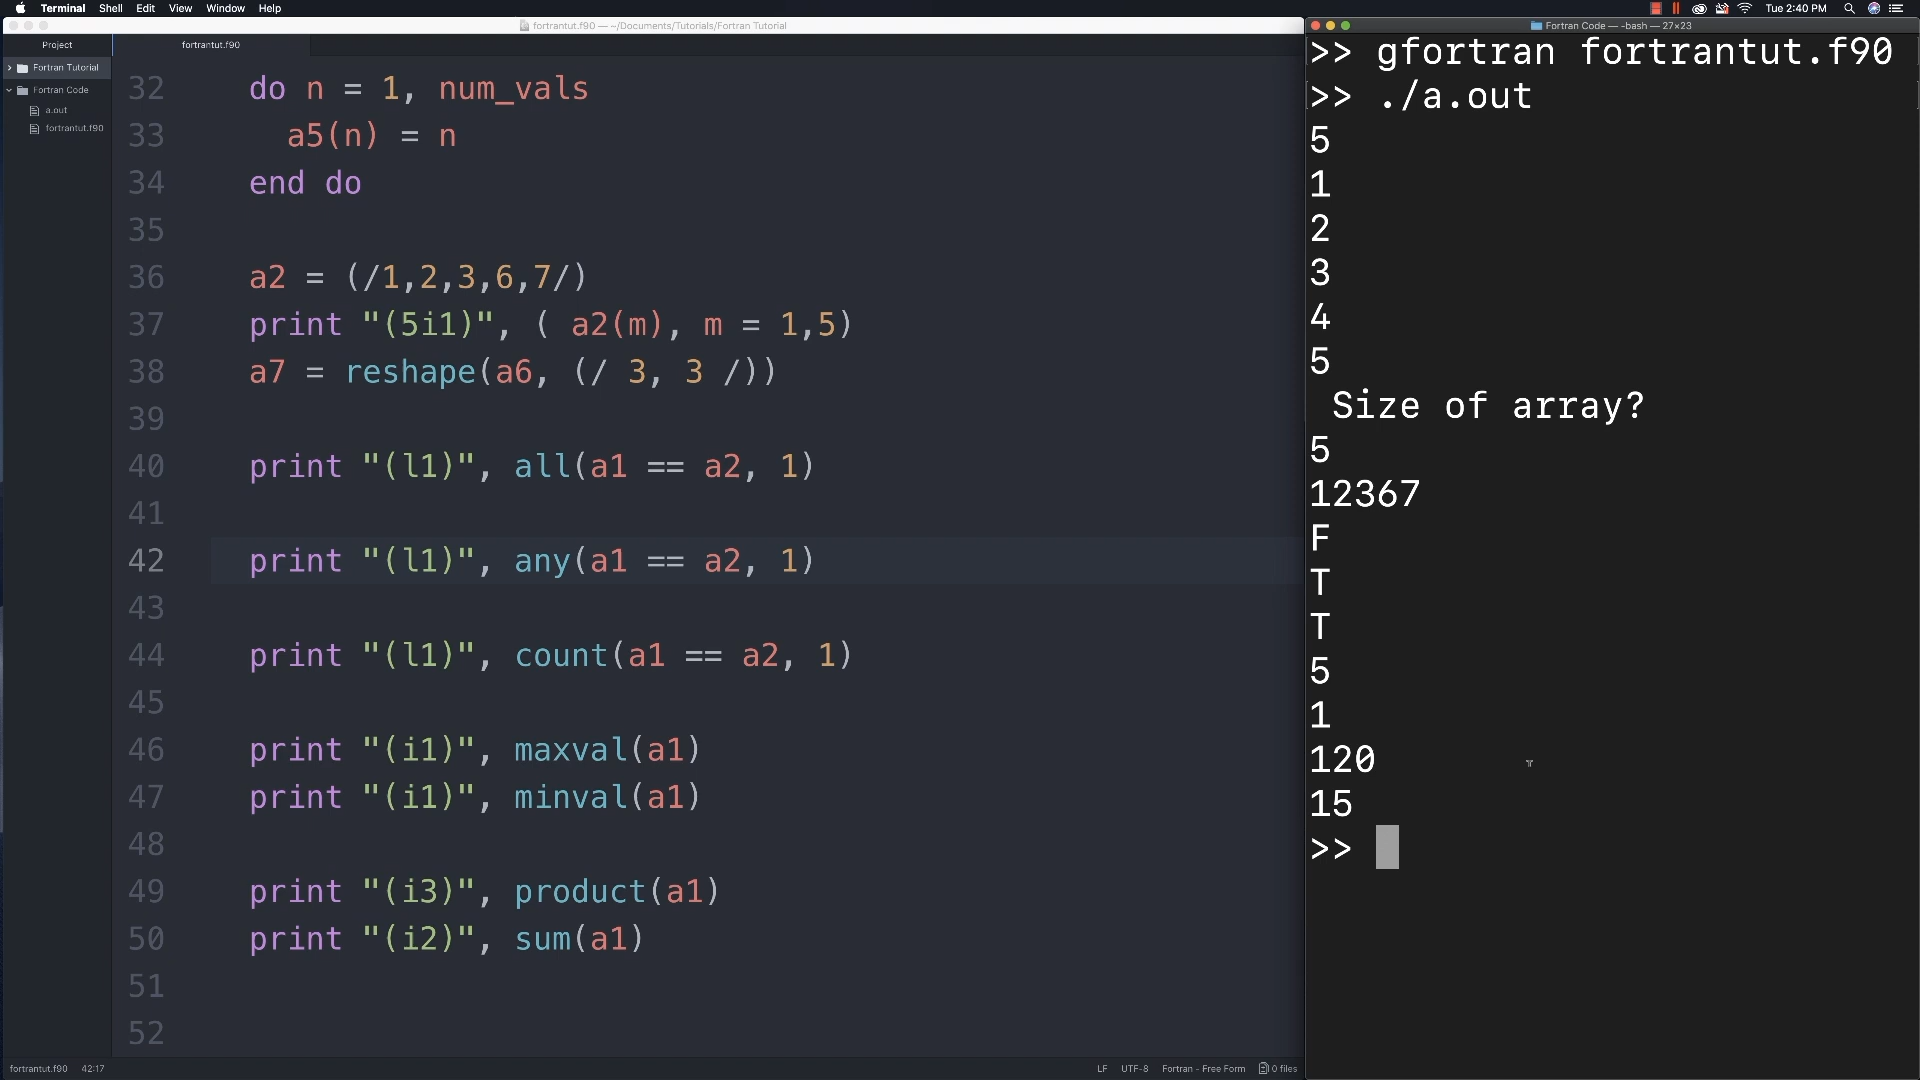 Terminal Shell Edit View Window Help
Tue 2:40 PM
fortrantut.f90 — ~/Documents/Tutorials/Fortran Tutorial
Project
fortrantut.f90
Fortran Tutorial
Fortran Code
a.out
fortrantut.f90
32 do n = 1, num_vals
33 a5(n) = n
34 end do
35
36 a2 = (/1,2,3,6,7/)
37 print "(5i1)", ( a2(m), m = 1,5)
38 a7 = reshape(a6, (/ 3, 3 /))
39
40 print "(l1)", all(a1 == a2, 1)
41
42 print "(l1)", any(a1 == a2, 1)
43
44 print "(l1)", count(a1 == a2, 1)
45
46 print "(i1)", maxval(a1)
47 print "(i1)", minval(a1)
48
49 print "(i3)", product(a1)
50 print "(i2)", sum(a1)
51
52
fortrantut.f90 42:17
LF UTF-8 Fortran - Free Form 0 files
Fortran Code — -bash — 27×23
>> gfortran fortrantut.f90
>> ./a.out
5
1
2
3
4
5
Size of array?
5
12367
F
T
T
5
1
120
15
>>